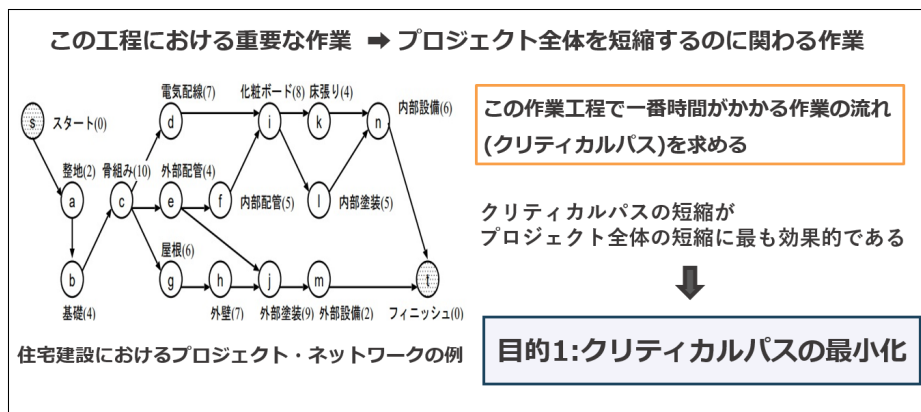 この工程における重要な作業 ➡ プロジェクト全体を短縮するのに関わる作業
電気配線(7) 化粧ボード(8) 床張り(4)
s スタート(0) d i k n 内部設備(6)
整地(2) 骨組み(10) 外部配管(4)
a c e f 内部配管(5) l 内部塗装(5)
屋根(6)
b g h j m t
基礎(4) 外壁(7) 外部塗装(9) 外部設備(2) フィニッシュ(0)
住宅建設におけるプロジェクト・ネットワークの例
この作業工程で一番時間がかかる作業の流れ
(クリティカルパス)を求める
クリティカルパスの短縮が
プロジェクト全体の短縮に最も効果的である
目的1:クリティカルパスの最小化